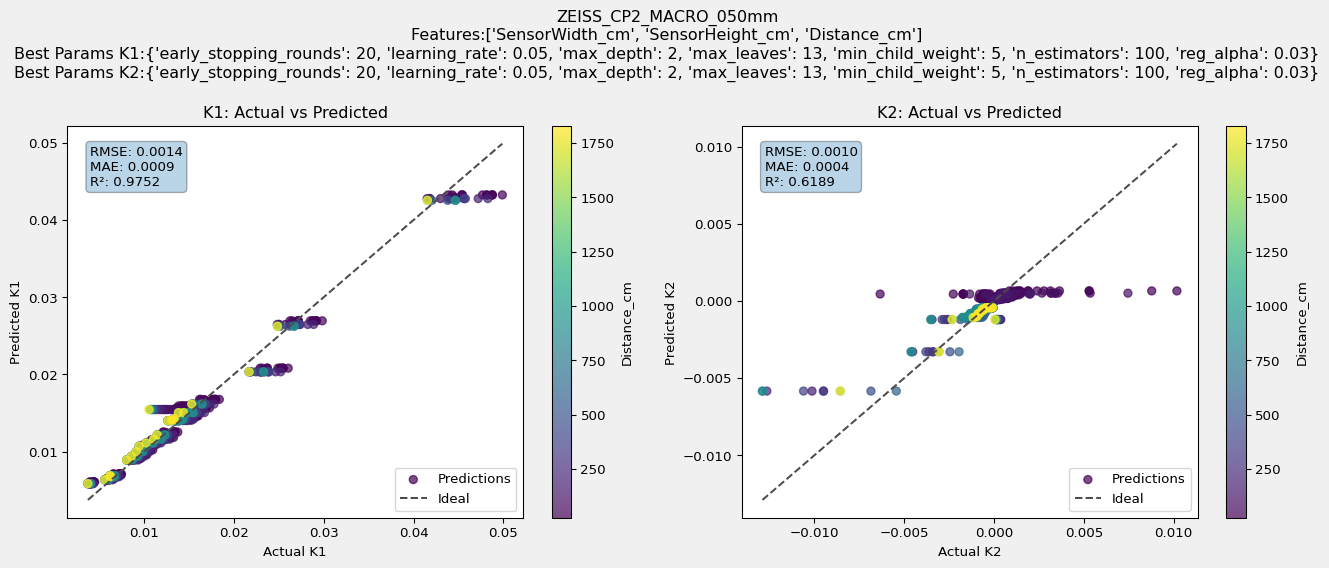 ZEISS_CP2_MACRO_050mm
Features:['SensorWidth_cm', 'SensorHeight_cm', 'Distance_cm']
Best Params K1:{'early_stopping_rounds': 20, 'learning_rate': 0.05, 'max_depth': 2, 'max_leaves': 13, 'min_child_weight': 5, 'n_estimators': 100, 'reg_alpha': 0.03}
Best Params K2:{'early_stopping_rounds': 20, 'learning_rate': 0.05, 'max_depth': 2, 'max_leaves': 13, 'min_child_weight': 5, 'n_estimators': 100, 'reg_alpha': 0.03}
K1: Actual vs Predicted
RMSE: 0.0014
MAE: 0.0009
R²: 0.9752
0.05
0.04
0.03
0.02
0.01
Predicted K1
0.01
0.02
0.03
0.04
0.05
Actual K1
Predictions
Ideal
1750
1500
1250
1000
750
500
250
Distance_cm
K2: Actual vs Predicted
RMSE: 0.0010
MAE: 0.0004
R²: 0.6189
0.010
0.005
0.000
−0.005
−0.010
Predicted K2
−0.010
−0.005
0.000
0.005
0.010
Actual K2
Predictions
Ideal
1750
1500
1250
1000
750
500
250
Distance_cm